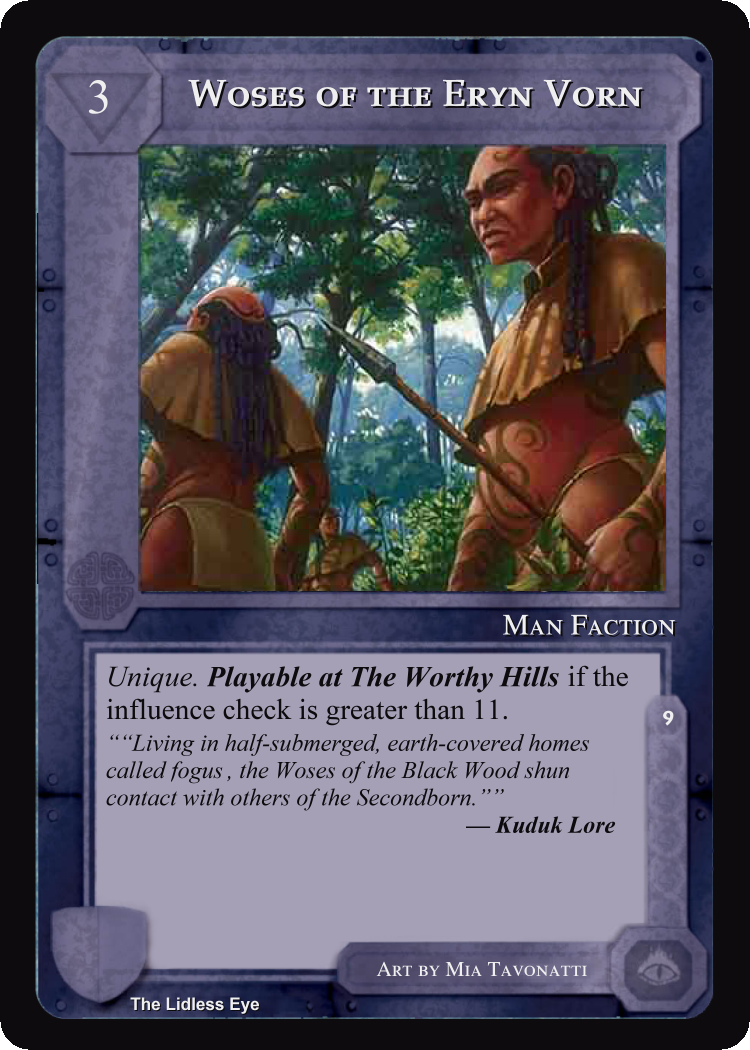 3
Woses of the Eryn Vorn
Man Faction
Unique. Playable at The Worthy Hills if the
influence check is greater than 11.
9
““Living in half-submerged, earth-covered homes
called fogus , the Woses of the Black Wood shun
contact with others of the Secondborn.””
— Kuduk Lore
Art by Mia Tavonatti
The Lidless Eye